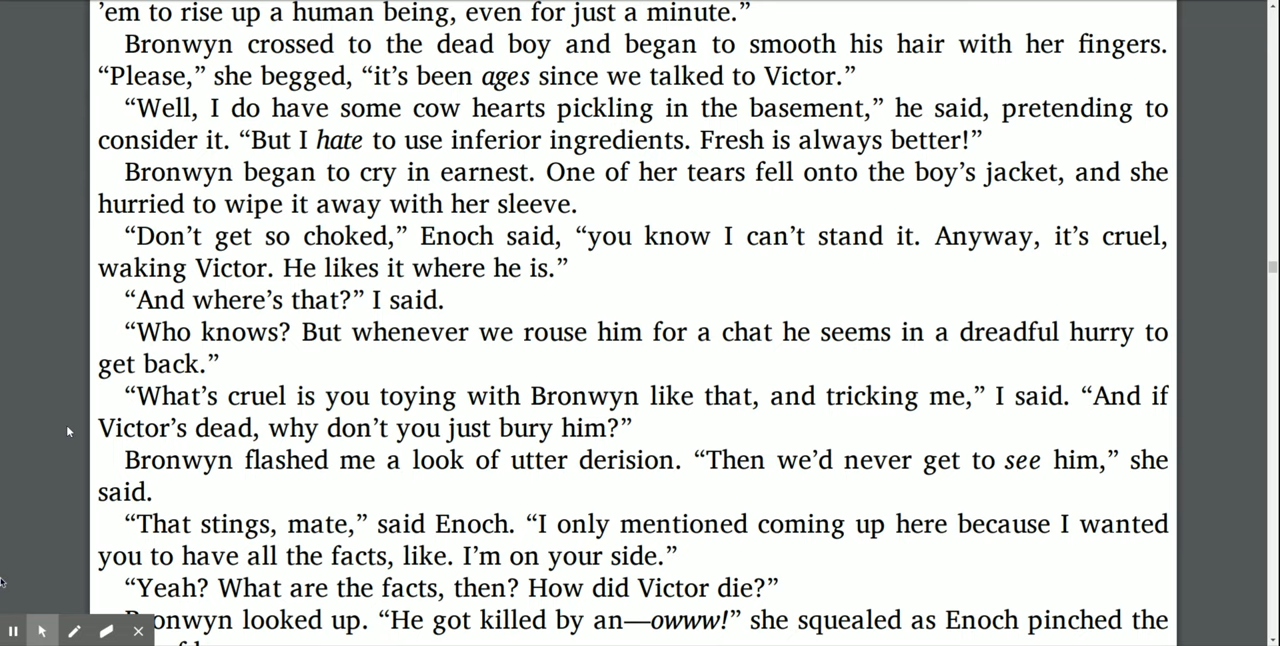 ’em to rise up a human being, even for just a minute.”
Bronwyn crossed to the dead boy and began to smooth his hair with her fingers.
“Please,” she begged, “it’s been ages since we talked to Victor.”
“Well, I do have some cow hearts pickling in the basement,” he said, pretending to
consider it. “But I hate to use inferior ingredients. Fresh is always better!”
Bronwyn began to cry in earnest. One of her tears fell onto the boy’s jacket, and she
hurried to wipe it away with her sleeve.
“Don’t get so choked,” Enoch said, “you know I can’t stand it. Anyway, it’s cruel,
waking Victor. He likes it where he is.”
“And where’s that?” I said.
“Who knows? But whenever we rouse him for a chat he seems in a dreadful hurry to
get back.”
“What’s cruel is you toying with Bronwyn like that, and tricking me,” I said. “And if
Victor’s dead, why don’t you just bury him?”
Bronwyn flashed me a look of utter derision. “Then we’d never get to see him,” she
said.
“That stings, mate,” said Enoch. “I only mentioned coming up here because I wanted
you to have all the facts, like. I’m on your side.”
“Yeah? What are the facts, then? How did Victor die?”
Bronwyn looked up. “He got killed by an—owww!” she squealed as Enoch pinched the